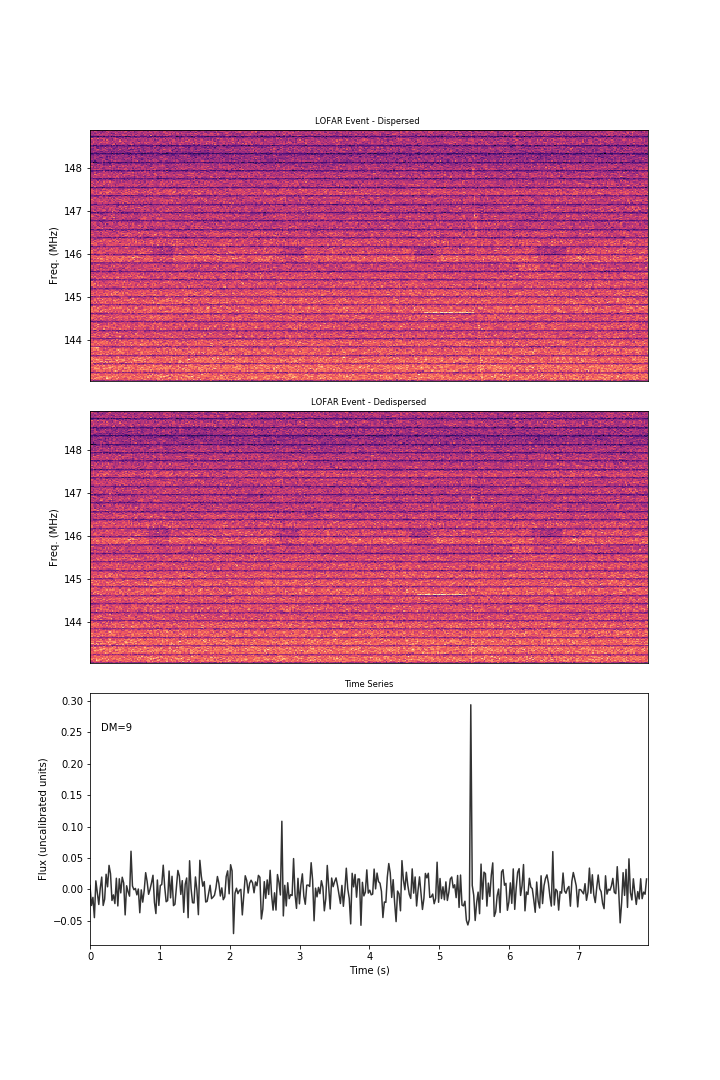 LOFAR Event - Dispersed
148
147
146
145
144
Freq. (MHz)
LOFAR Event - Dedispersed
148
147
146
145
144
Freq. (MHz)
Time Series
0.30
0.25
0.20
0.15
0.10
0.05
0.00
−0.05
Flux (uncalibrated units)
DM=9
0 1 2 3 4 5 6 7
Time (s)